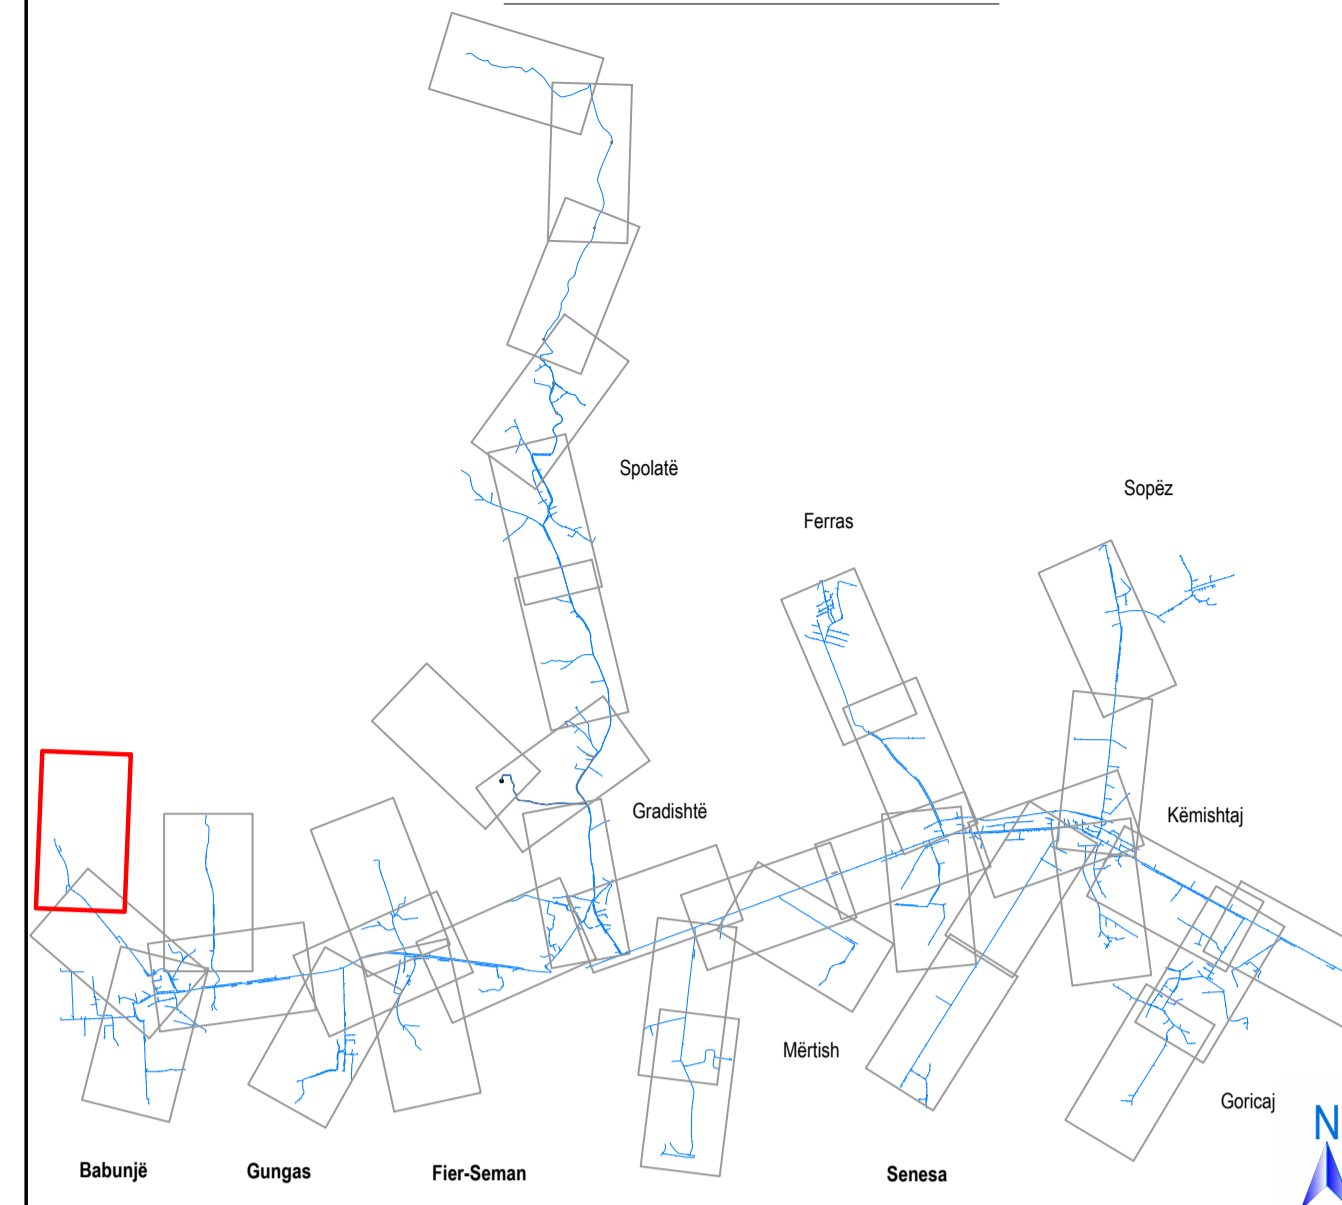 Spolatë
Sopëz
Ferras
Gradishtë
Këmishtaj
Mërtish
Goricaj
N
Babunjë
Gungas
Fier-Seman
Senesa